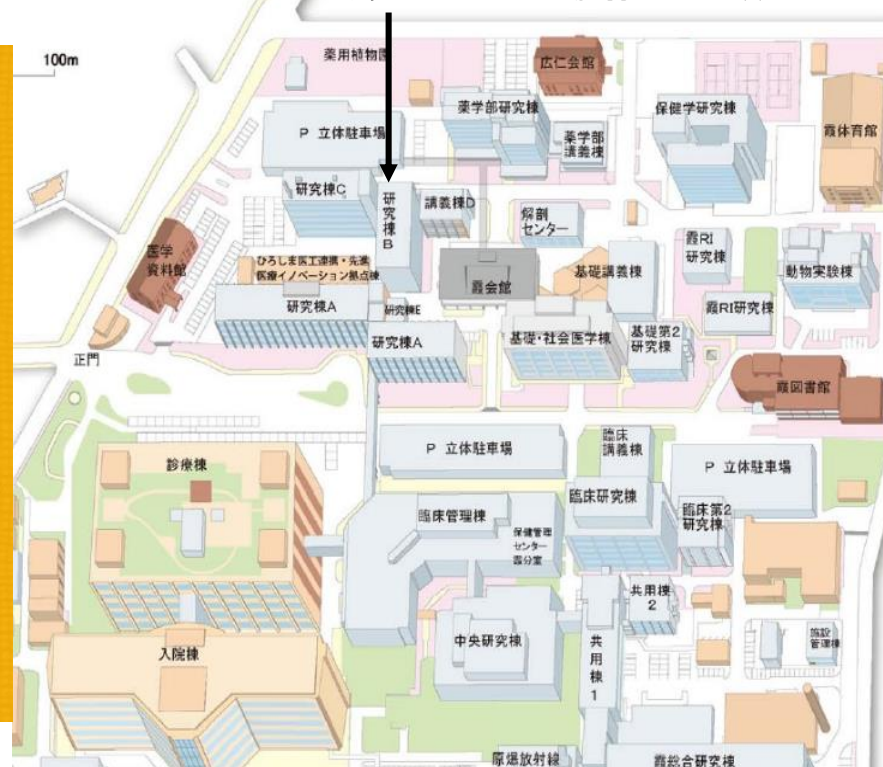 100m
薬用植物園
広仁会館
薬学部研究棟
保健学研究棟
霞体育館
P 立体駐車場
薬学部
講義棟
研究棟C
研究棟B
講義棟D
解剖
センター
霞RI
研究棟
医学
資料館
ひろしま医工連携・先進
医療イノベーション拠点棟
霞会館
基礎講義棟
動物実験棟
研究棟A
研究棟E
霞RI研究棟
正門
研究棟A
基礎・社会医学棟
基礎第2
研究棟
霞図書館
診療棟
P 立体駐車場
臨床
講義棟
P 立体駐車場
臨床管理棟
臨床研究棟
臨床第2
研究棟
保健管理
センター
霞分室
共用棟
2
入院棟
中央研究棟
共用棟1
施設
管理棟
原爆放射線
霞総合研究棟